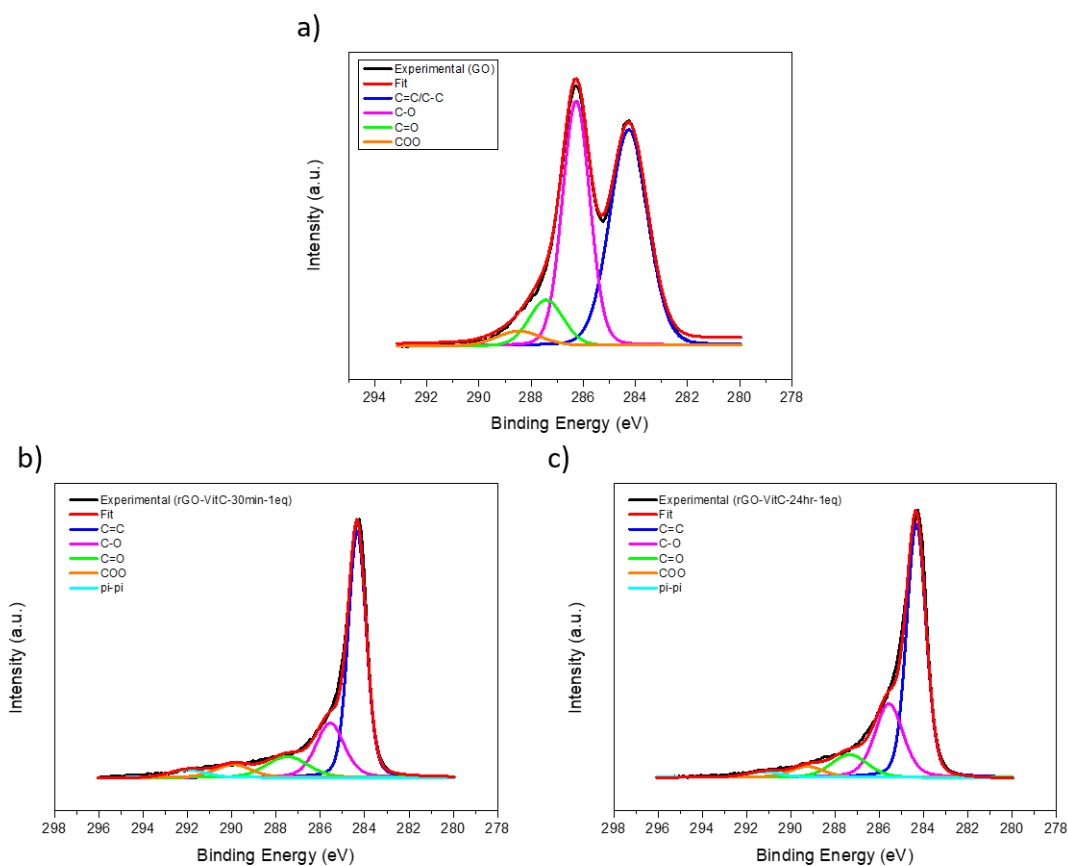 a)
Experimental (GO)
Fit
C=C/C-C
C-O
C=O
COO
Intensity (a.u.)
294 292 290 288 286 284 282 280 278
Binding Energy (eV)
b)
Experimental (rGO-VitC-30min-1eq)
Fit
C=C
C-O
C=O
COO
pi-pi
Intensity (a.u.)
298 296 294 292 290 288 286 284 282 280 278
Binding Energy (eV)
c)
Experimental (rGO-VitC-24hr-1eq)
Fit
C=C
C-O
C=O
COO
pi-pi
Intensity (a.u.)
298 296 294 292 290 288 286 284 282 280 278
Binding Energy (eV)